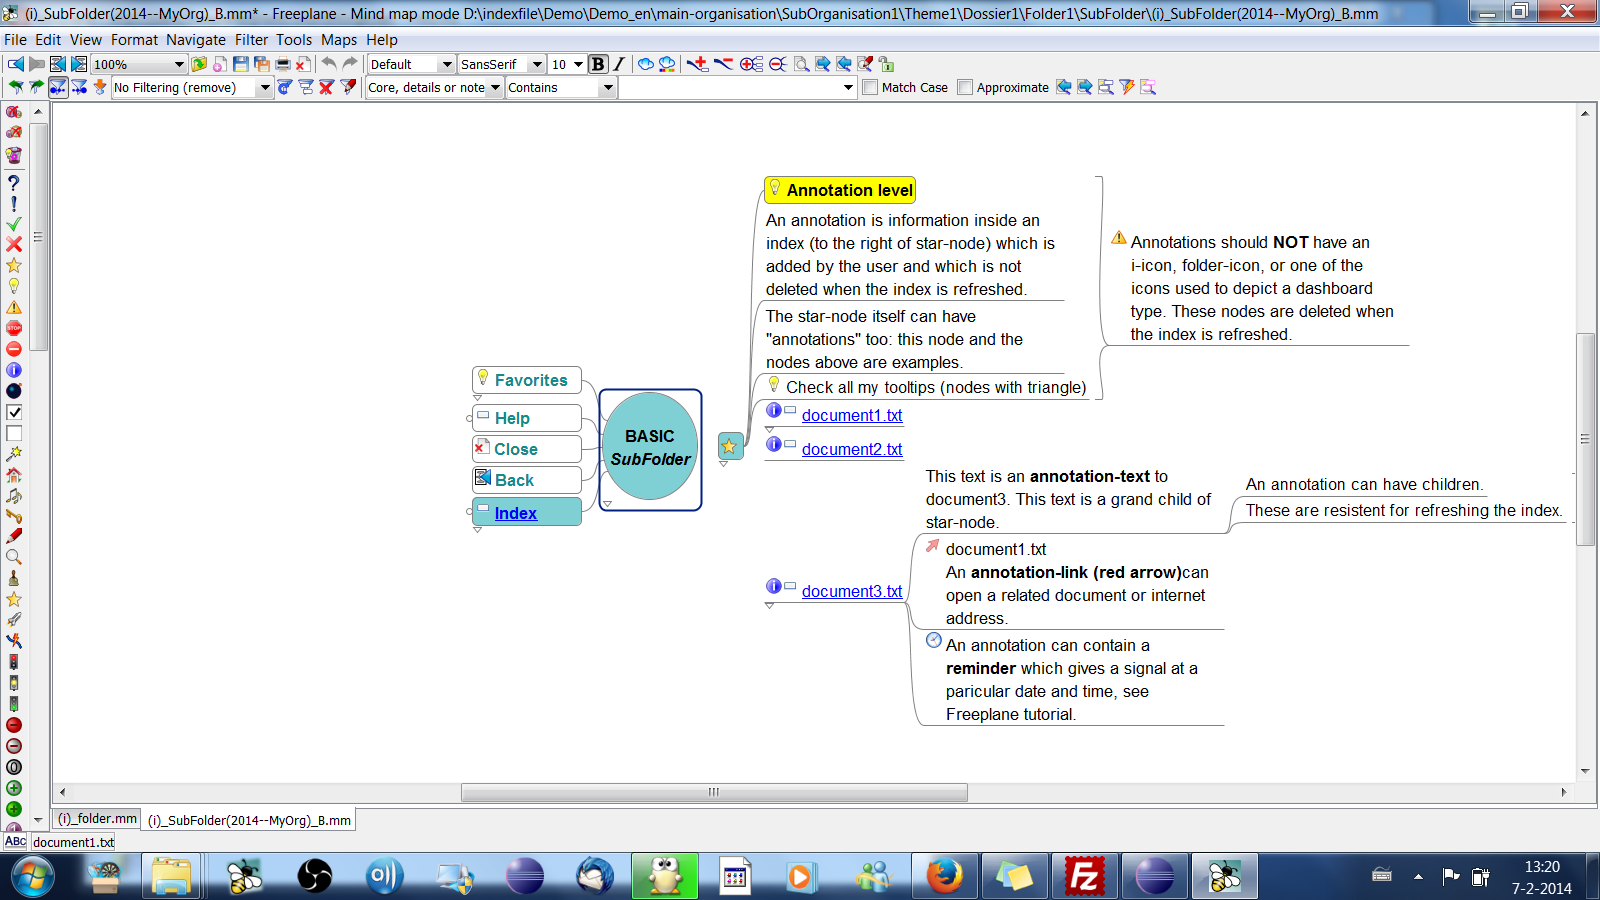 (i)_SubFolder(2014--MyOrg)_B.mm* - Freeplane - Mind map mode D:\indexfile\Demo\Demo_en\main-organisation\SubOrganisation1\Theme1\Dossier1\Folder1\SubFolder\(i)_SubFolder(2014--MyOrg)_B.mm
File Edit View Format Navigate Filter Tools Maps Help
100% Default SansSerif 10 B I
No Filtering (remove) Core, details or note Contains Match Case Approximate
Annotation level
An annotation is information inside an
index (to the right of star-node) which is
added by the user and which is not
deleted when the index is refreshed.
The star-node itself can have
"annotations" too: this node and the
nodes above are examples.
Check all my tooltips (nodes with triangle)
Annotations should NOT have an
i-icon, folder-icon, or one of the
icons used to depict a dashboard
type. These nodes are deleted when
the index is refreshed.
Favorites
Help
Close
Back
Index
BASIC
SubFolder
document1.txt
document2.txt
document3.txt
This text is an annotation-text to
document3. This text is a grand child of
star-node.
An annotation can have children.
These are resistent for refreshing the index.
document1.txt
An annotation-link (red arrow)can
open a related document or internet
address.
An annotation can contain a
reminder which gives a signal at a
paricular date and time, see
Freeplane tutorial.
STOP
(i)_folder.mm
(i)_SubFolder(2014--MyOrg)_B.mm
ABC document1.txt
Fz
13:20
7-2-2014